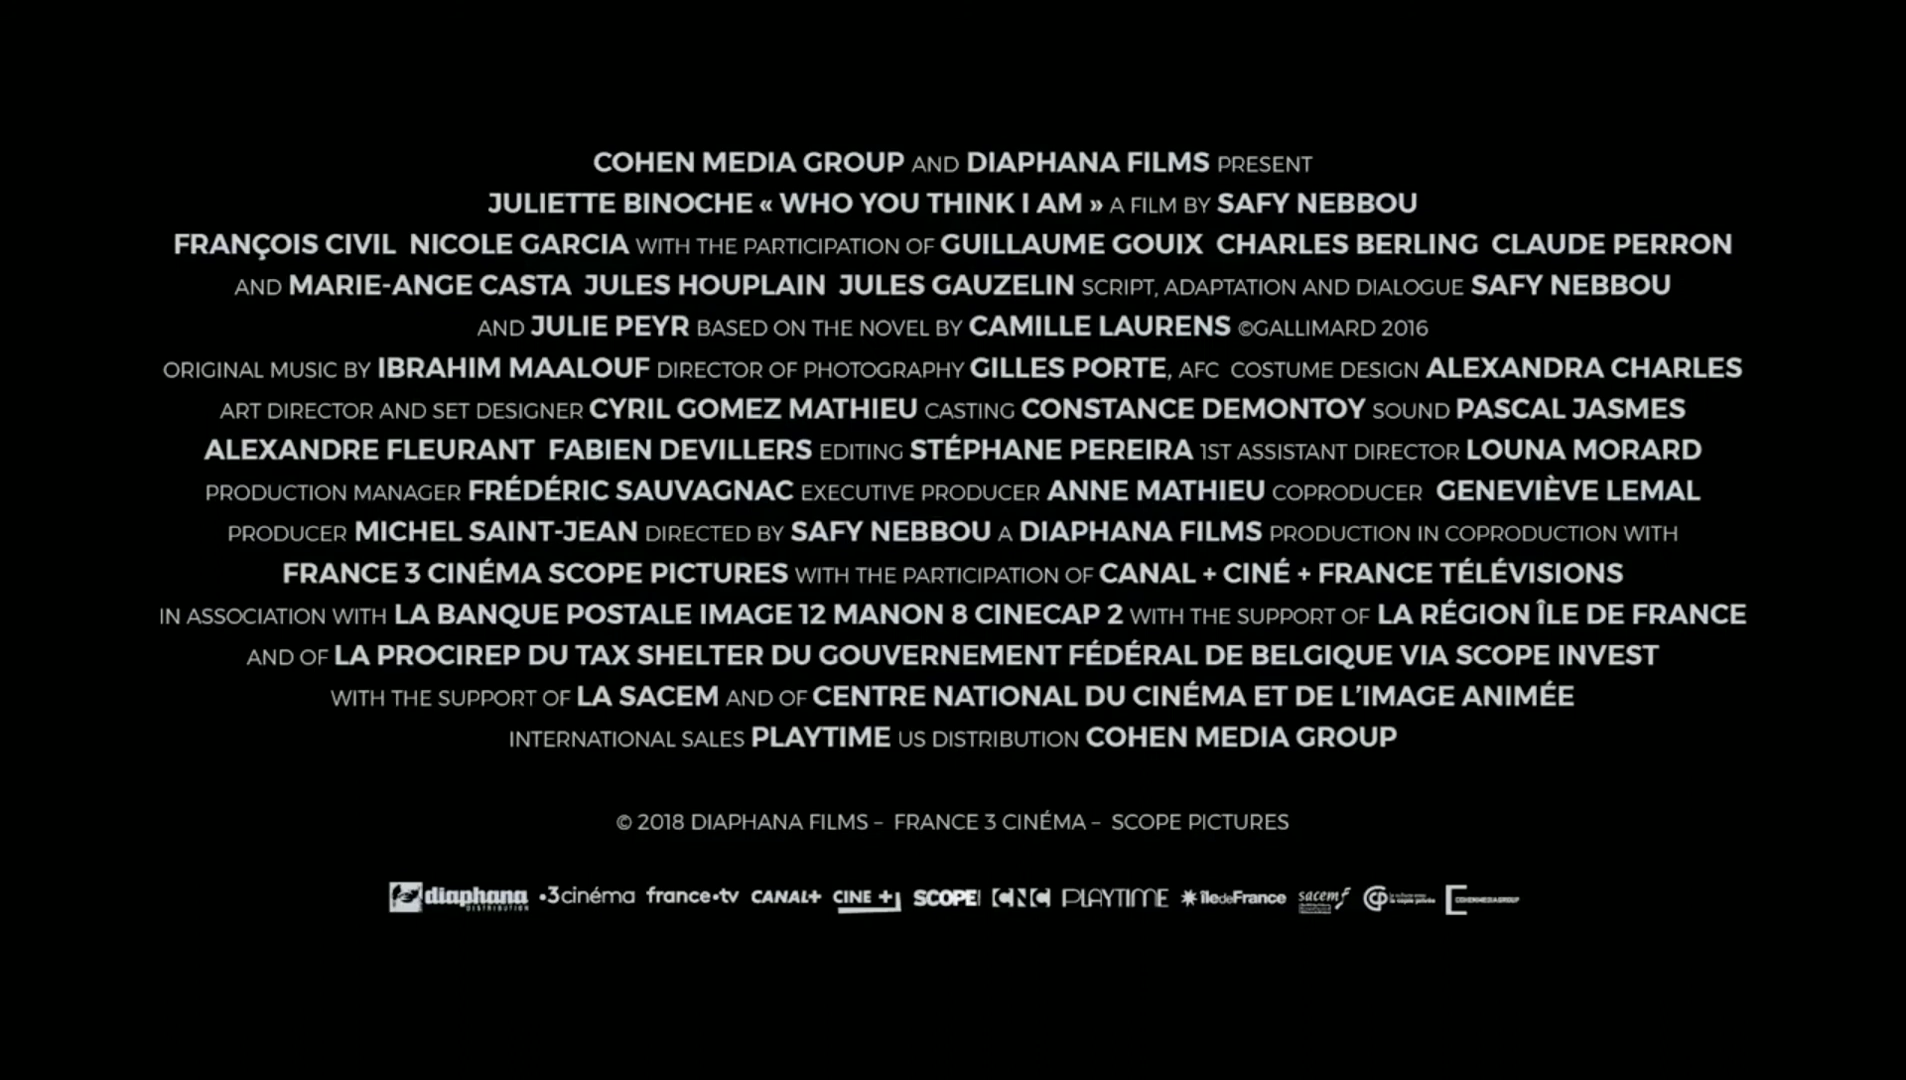 COHEN MEDIA GROUP AND DIAPHANA FILMS PRESENT
JULIETTE BINOCHE « WHO YOU THINK I AM » A FILM BY SAFY NEBBOU
FRANÇOIS CIVIL NICOLE GARCIA WITH THE PARTICIPATION OF GUILLAUME GOUIX CHARLES BERLING CLAUDE PERRON
AND MARIE-ANGE CASTA JULES HOUPLAIN JULES GAUZELIN SCRIPT, ADAPTATION AND DIALOGUE SAFY NEBBOU
AND JULIE PEYR BASED ON THE NOVEL BY CAMILLE LAURENS ©GALLIMARD 2016
ORIGINAL MUSIC BY IBRAHIM MAALOUF DIRECTOR OF PHOTOGRAPHY GILLES PORTE, AFC COSTUME DESIGN ALEXANDRA CHARLES
ART DIRECTOR AND SET DESIGNER CYRIL GOMEZ MATHIEU CASTING CONSTANCE DEMONTOY SOUND PASCAL JASMES
ALEXANDRE FLEURANT FABIEN DEVILLERS EDITING STÉPHANE PEREIRA 1ST ASSISTANT DIRECTOR LOUNA MORARD
PRODUCTION MANAGER FRÉDÉRIC SAUVAGNAC EXECUTIVE PRODUCER ANNE MATHIEU COPRODUCER GENEVIÈVE LEMAL
PRODUCER MICHEL SAINT-JEAN DIRECTED BY SAFY NEBBOU A DIAPHANA FILMS PRODUCTION IN COPRODUCTION WITH
FRANCE 3 CINÉMA SCOPE PICTURES WITH THE PARTICIPATION OF CANAL + CINÉ + FRANCE TÉLÉVISIONS
IN ASSOCIATION WITH LA BANQUE POSTALE IMAGE 12 MANON 8 CINECAP 2 WITH THE SUPPORT OF LA RÉGION ÎLE DE FRANCE
AND OF LA PROCIREP DU TAX SHELTER DU GOUVERNEMENT FÉDÉRAL DE BELGIQUE VIA SCOPE INVEST
WITH THE SUPPORT OF LA SACEM AND OF CENTRE NATIONAL DU CINÉMA ET DE L'IMAGE ANIMÉE
INTERNATIONAL SALES PLAYTIME US DISTRIBUTION COHEN MEDIA GROUP
© 2018 DIAPHANA FILMS – FRANCE 3 CINÉMA – SCOPE PICTURES
diaphana DISTRIBUTION •3cinéma france•tv CANAL+ CINE + SCOPE CNC PLAYTIME îledeFrance sacem CP COHENMEDIAGROUP